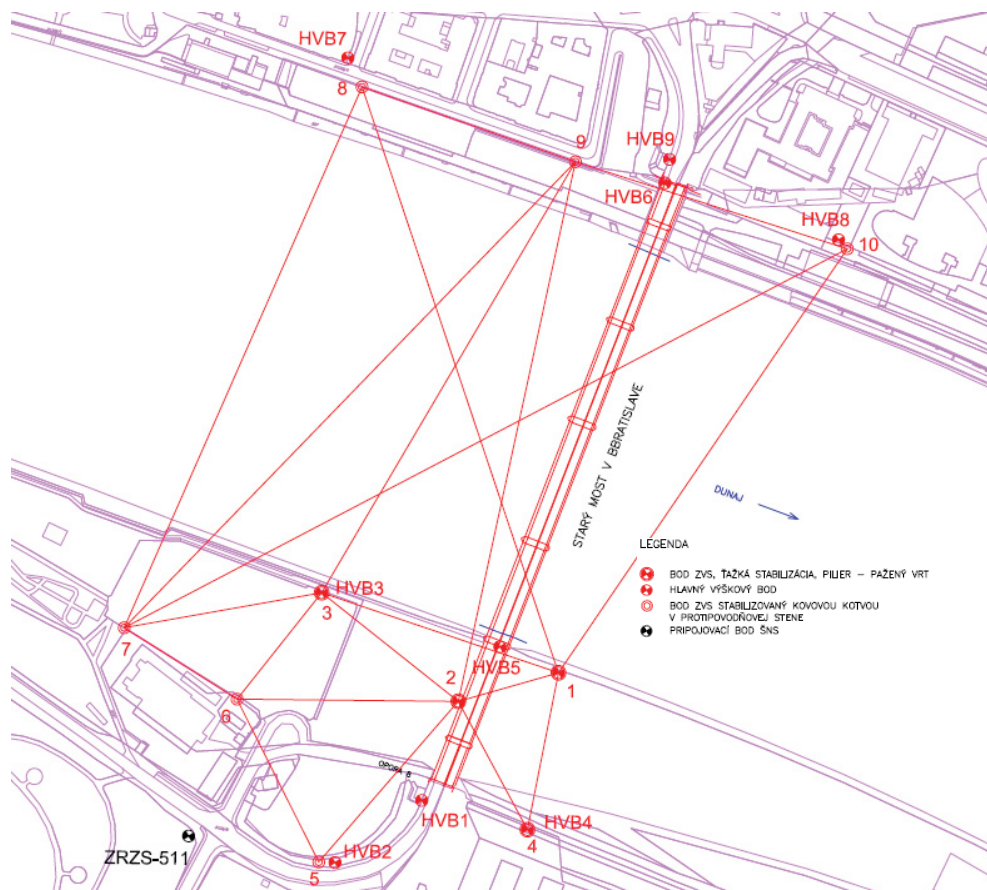 HVB7
8
9
HVB9
HVB6
HVB8
10
STARÝ MOST V BBRATISLAVE
DUNAJ
LEGENDA
BOD ZVS, ŤAŽKÁ STABILIZÁCIA, PILIER – PAŽENÝ VRT
HLAVNÝ VÝŠKOVÝ BOD
BOD ZVS STABILIZOVANÝ KOVOVOU KOTVOU
V PROTIPOVODŇOVEJ STENE
PRIPOJOVACÍ BOD ŠNS
HVB3
3
7
HVB5
2
1
6
OPORA 8
HVB1
HVB4
4
ZRZS-511
HVB2
5